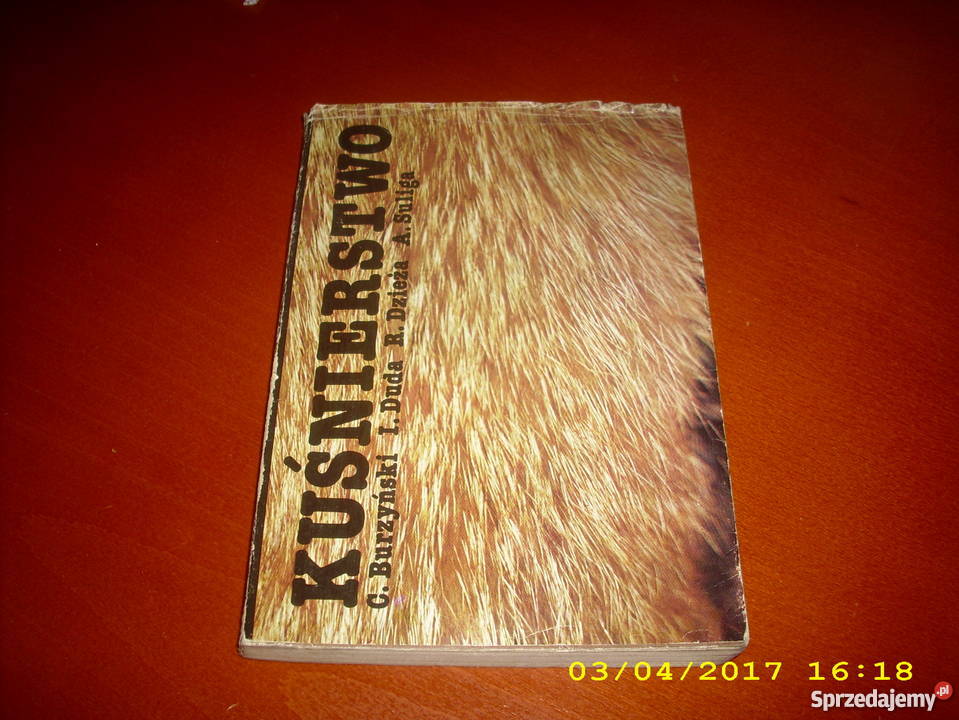 KUŚNIERSTWO
C. Burzyński I. Duda R. Dzieża A. Suliga
03/04/2017 16:18
Sprzedajemy.pl